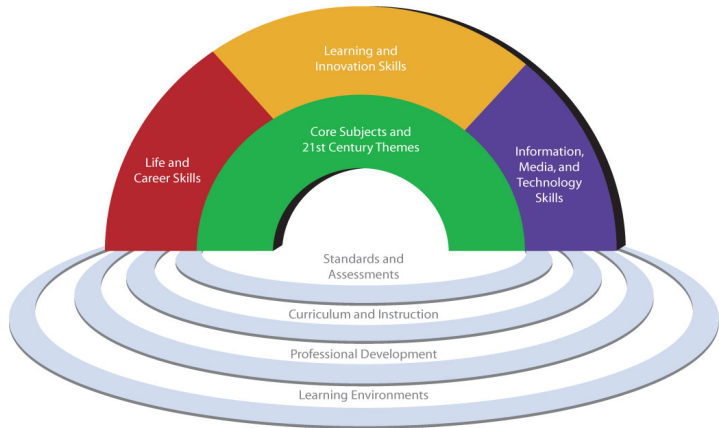 Learning and
Innovation Skills
Core Subjects and
21st Century Themes
Life and
Career Skills
Information,
Media, and
Technology
Skills
Standards and
Assessments
Curriculum and Instruction
Professional Development
Learning Environments